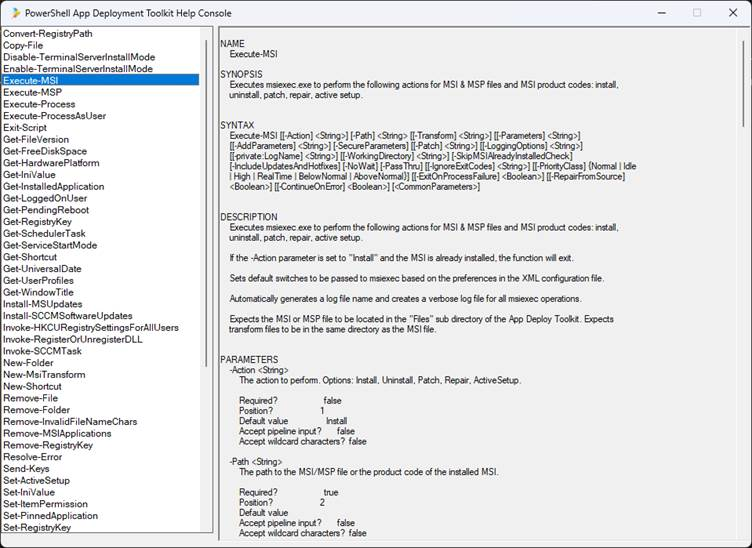 PowerShell App Deployment Toolkit Help Console
Convert-RegistryPath
Copy-File
Disable-TerminalServerInstallMode
Enable-TerminalServerInstallMode
Execute-MSI
Execute-MSP
Execute-Process
Execute-ProcessAsUser
Exit-Script
Get-FileVersion
Get-FreeDiskSpace
Get-HardwarePlatform
Get-IniValue
Get-InstalledApplication
Get-LoggedOnUser
Get-PendingReboot
Get-RegistryKey
Get-SchedulerTask
Get-ServiceStartMode
Get-Shortcut
Get-UniversalDate
Get-UserProfiles
Get-WindowTitle
Install-MSUpdates
Install-SCCMSoftwareUpdates
Invoke-HKCURegistrySettingsForAllUsers
Invoke-RegisterOrUnregisterDLL
Invoke-SCCMTask
New-Folder
New-MsiTransform
New-Shortcut
Remove-File
Remove-Folder
Remove-InvalidFileNameChars
Remove-MSIApplications
Remove-RegistryKey
Resolve-Error
Send-Keys
Set-ActiveSetup
Set-IniValue
Set-ItemPermission
Set-PinnedApplication
Set-RegistryKey
NAME
Execute-MSI
SYNOPSIS
Executes msiexec.exe to perform the following actions for MSI & MSP files and MSI product codes: install,
uninstall, patch, repair, active setup.
SYNTAX
Execute-MSI [[-Action] <String>] [-Path] <String> [[-Transform] <String>] [[-Parameters] <String>]
[[-AddParameters] <String>] [-SecureParameters] [[-Patch] <String>] [[-LoggingOptions] <String>]
[[-private:LogName] <String>] [[-WorkingDirectory] <String>] [-SkipMSIAlreadyInstalledCheck]
[-IncludeUpdatesAndHotfixes] [-NoWait] [-PassThru] [[-IgnoreExitCodes] <String>] [[-PriorityClass] {Normal | Idle
| High | RealTime | BelowNormal | AboveNormal}] [[-ExitOnProcessFailure] <Boolean>] [[-RepairFromSource]
<Boolean>] [[-ContinueOnError] <Boolean>] [<CommonParameters>]
DESCRIPTION
Executes msiexec.exe to perform the following actions for MSI & MSP files and MSI product codes: install,
uninstall, patch, repair, active setup.
If the -Action parameter is set to "Install" and the MSI is already installed, the function will exit.
Sets default switches to be passed to msiexec based on the preferences in the XML configuration file.
Automatically generates a log file name and creates a verbose log file for all msiexec operations.
Expects the MSI or MSP file to be located in the "Files" sub directory of the App Deploy Toolkit. Expects
transform files to be in the same directory as the MSI file.
PARAMETERS
-Action <String>
The action to perform. Options: Install, Uninstall, Patch, Repair, ActiveSetup.
Required? false
Position? 1
Default value Install
Accept pipeline input? false
Accept wildcard characters? false
-Path <String>
The path to the MSI/MSP file or the product code of the installed MSI.
Required? true
Position? 2
Default value
Accept pipeline input? false
Accept wildcard characters? false